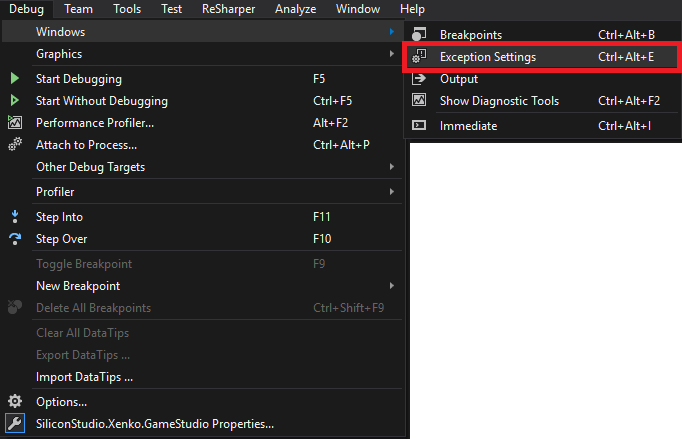 Debug Team Tools Test ReSharper Analyze Window Help
Windows
Graphics
Start Debugging F5
Start Without Debugging Ctrl+F5
Performance Profiler... Alt+F2
Attach to Process... Ctrl+Alt+P
Other Debug Targets
Profiler
Step Into F11
Step Over F10
Toggle Breakpoint F9
New Breakpoint
Delete All Breakpoints Ctrl+Shift+F9
Clear All DataTips
Export DataTips ...
Import DataTips ...
Options...
SiliconStudio.Xenko.GameStudio Properties...
Breakpoints Ctrl+Alt+B
Exception Settings Ctrl+Alt+E
Output
Show Diagnostic Tools Ctrl+Alt+F2
Immediate Ctrl+Alt+I